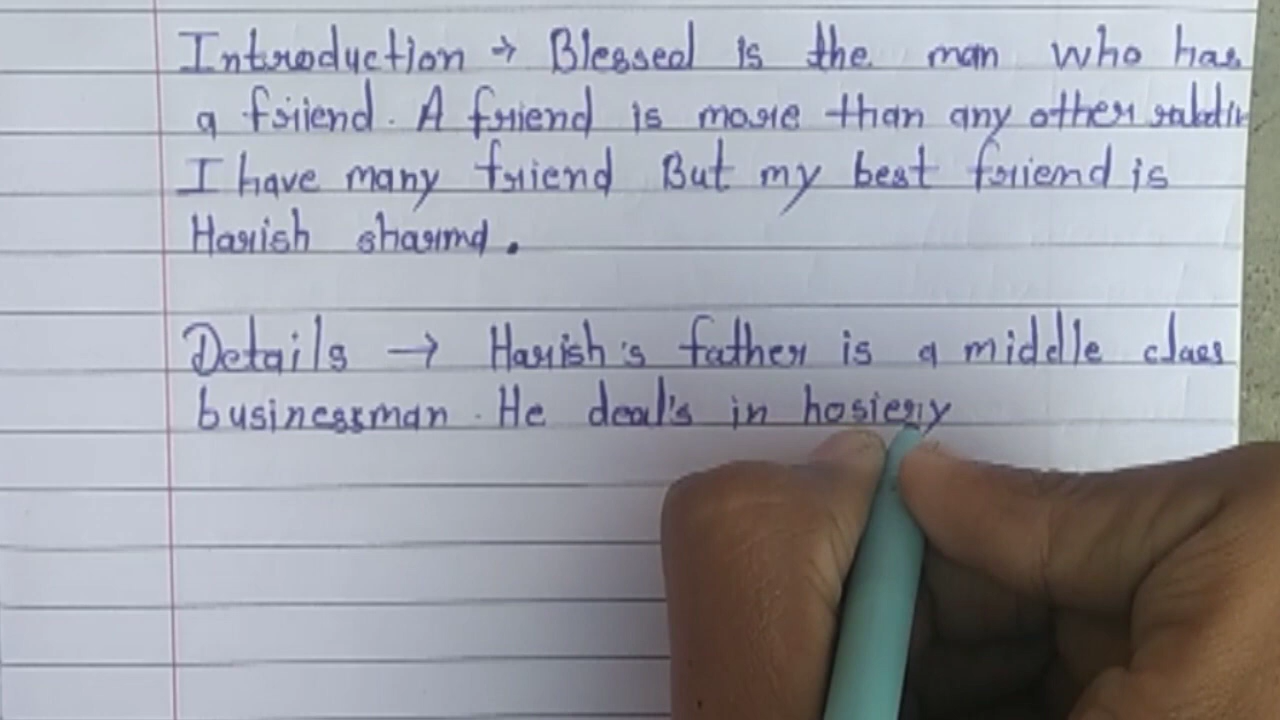 Introduction → Blessed is the man who has
a friend. A friend is more than any other
I have many friend But my best friend is
Harish sharma.
Details → Harish's father is a middle class
businessman. He deal's in hosiery